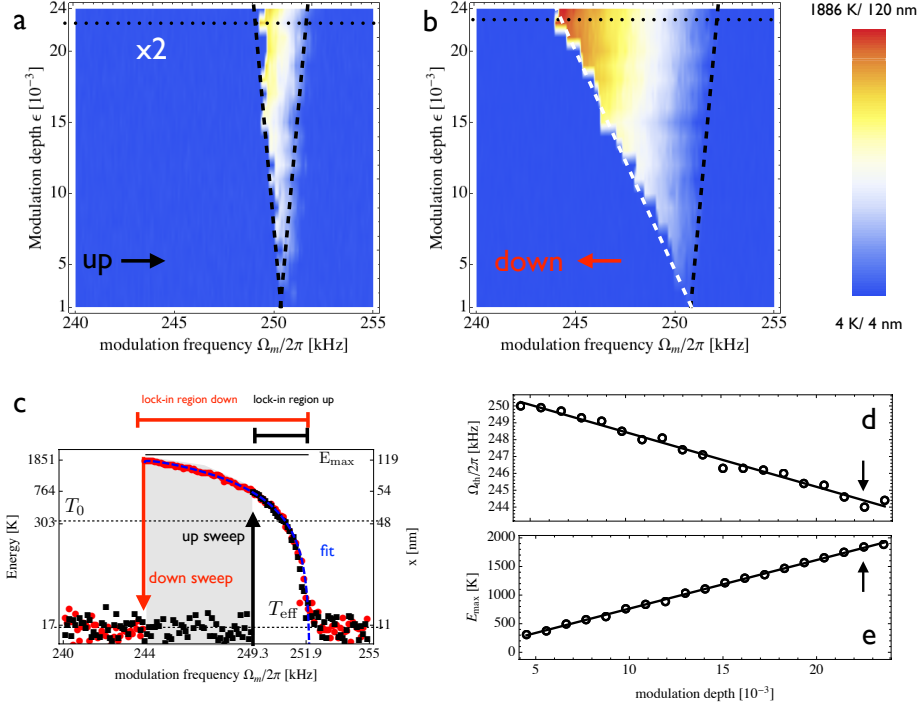 a
x2
up
24
20
15
10
5
1
Modulation depth ϵ [10⁻³]
240
245
250
255
modulation frequency Ωm/2π [kHz]
b
down
24
20
15
10
5
1
Modulation depth ϵ [10⁻³]
240
245
250
255
modulation frequency Ωm/2π [kHz]
1886 K/ 120 nm
4 K/ 4 nm
c
lock-in region down
lock-in region up
Emax
1851
764
303
17
Energy [K]
T0
up sweep
down sweep
fit
Teff
119
54
48
11
x [nm]
240
244
249.3
251.9
255
modulation frequency Ωm/2π [kHz]
d
250
249
248
247
246
245
244
Ωth/2π [kHz]
e
2000
1500
1000
500
0
Emax [K]
5
10
15
20
modulation depth [10⁻³]